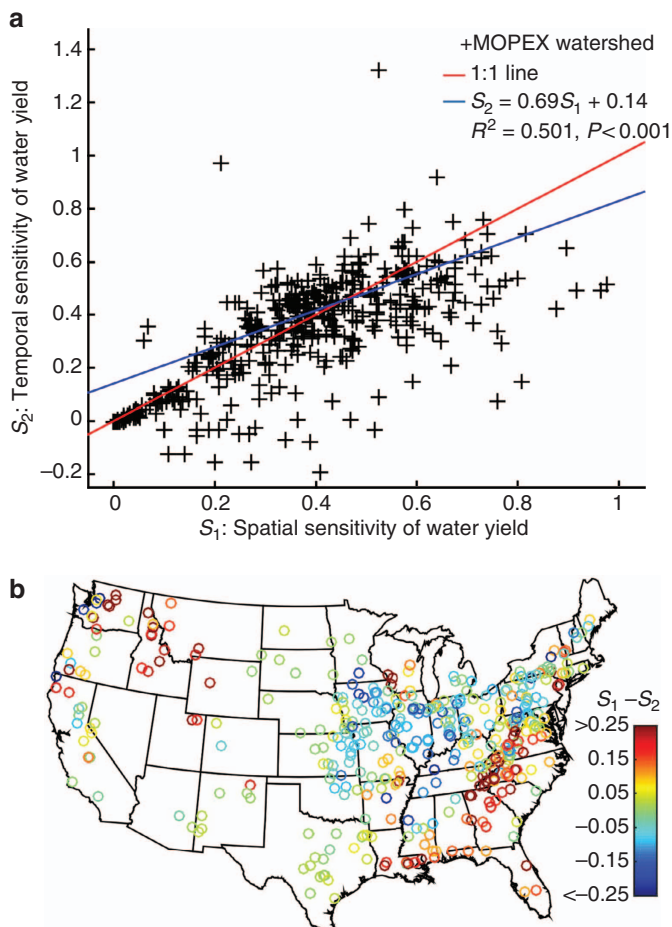 a
1.4
1.2
1
0.8
0.6
0.4
0.2
0
−0.2
S2: Temporal sensitivity of water yield
+MOPEX watershed
1:1 line
S2 = 0.69S1 + 0.14
R2 = 0.501, P< 0.001
0 0.2 0.4 0.6 0.8 1
S1: Spatial sensitivity of water yield
b
S1 −S2
>0.25
0.15
0.05
−0.05
−0.15
<−0.25